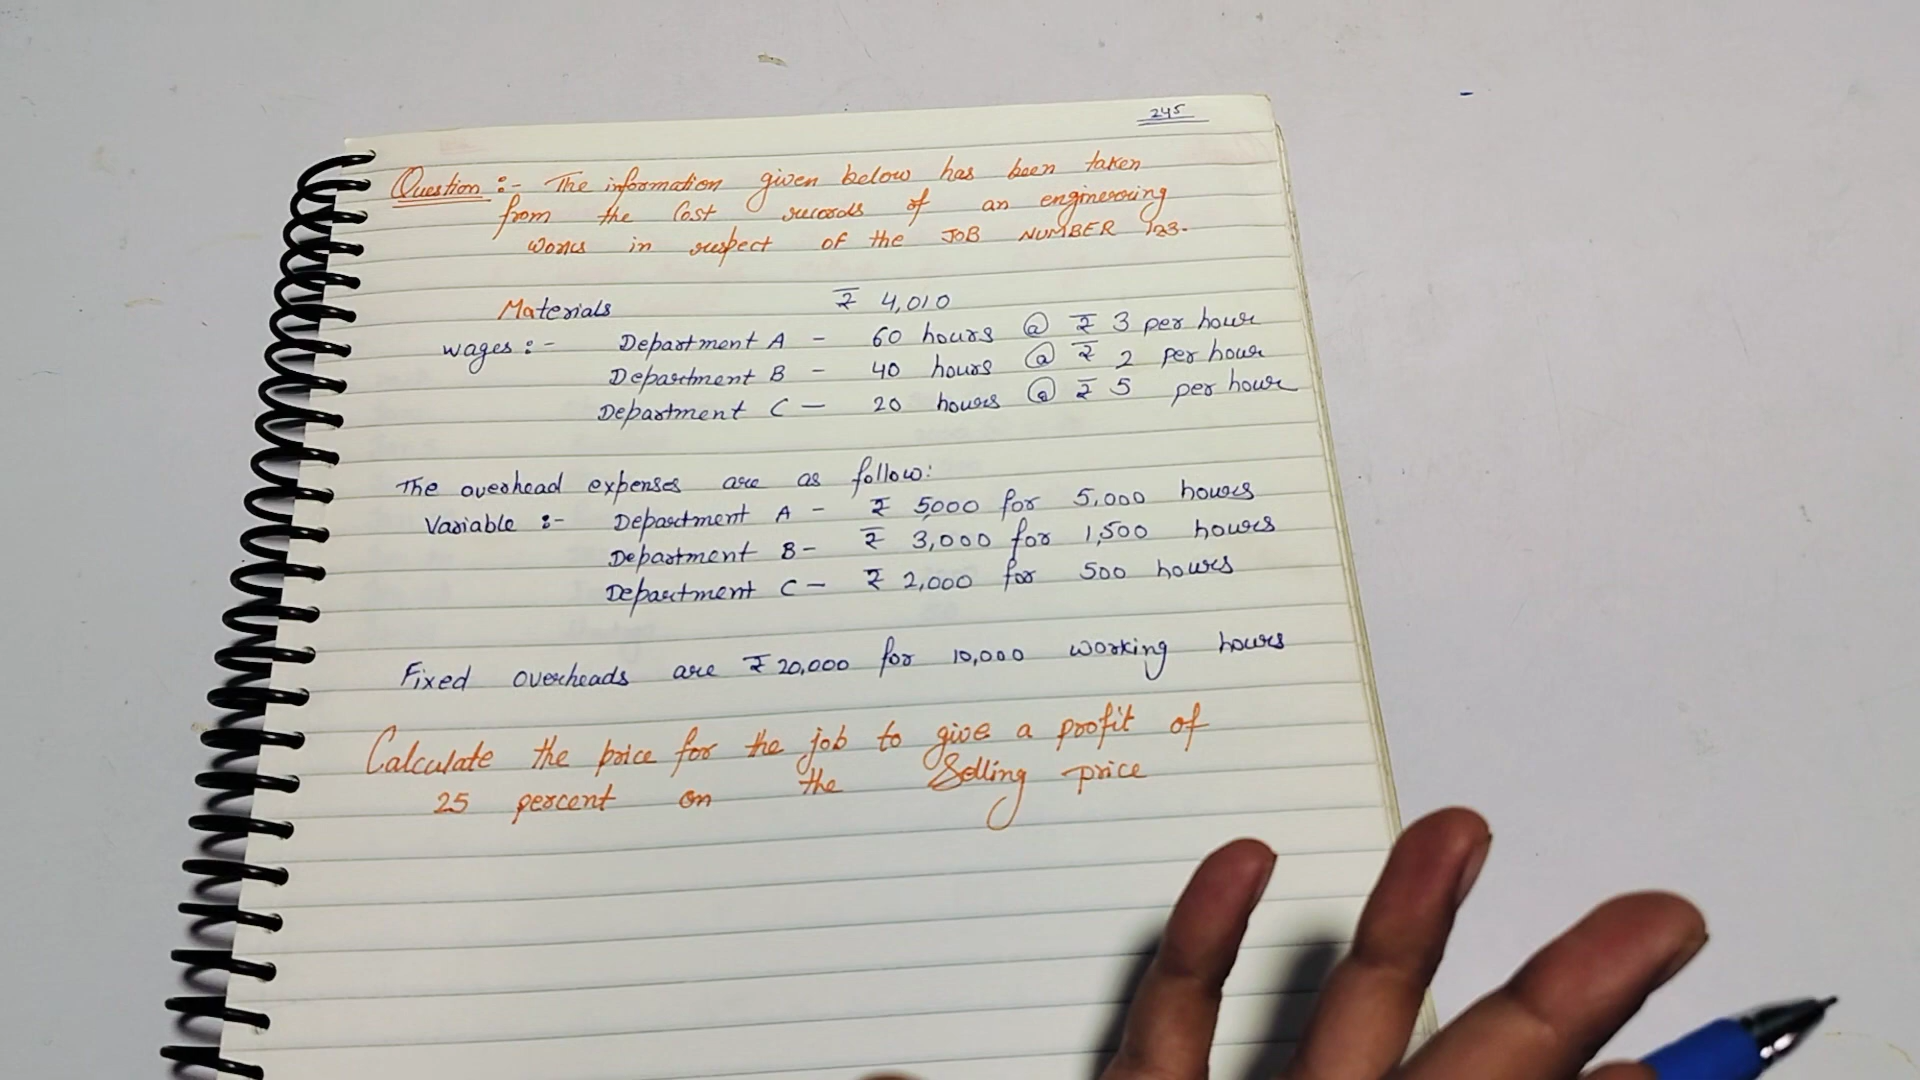 245
Question :- The information given below has been taken
from the Cost records of an engineering
works in respect of the JOB NUMBER 123.
Materials ₹ 4,010
wages :- Department A - 60 hours @ ₹ 3 per hour
Department B - 40 hours @ ₹ 2 per hour
Department C - 20 hours @ ₹ 5 per hour
The overhead expenses are as follow:
Variable :- Department A - ₹ 5000 for 5,000 hours
Department B - ₹ 3,000 for 1,500 hours
Department C - ₹ 2,000 for 500 hours
Fixed overheads are ₹ 20,000 for 10,000 working hours
Calculate the price for the job to give a profit of
25 percent on the Selling price